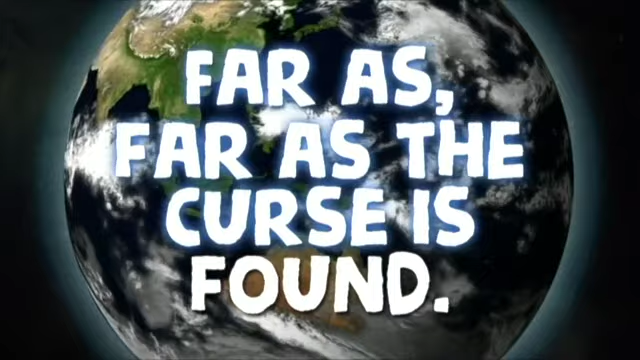 FAR AS,
FAR AS THE
CURSE IS
FOUND.